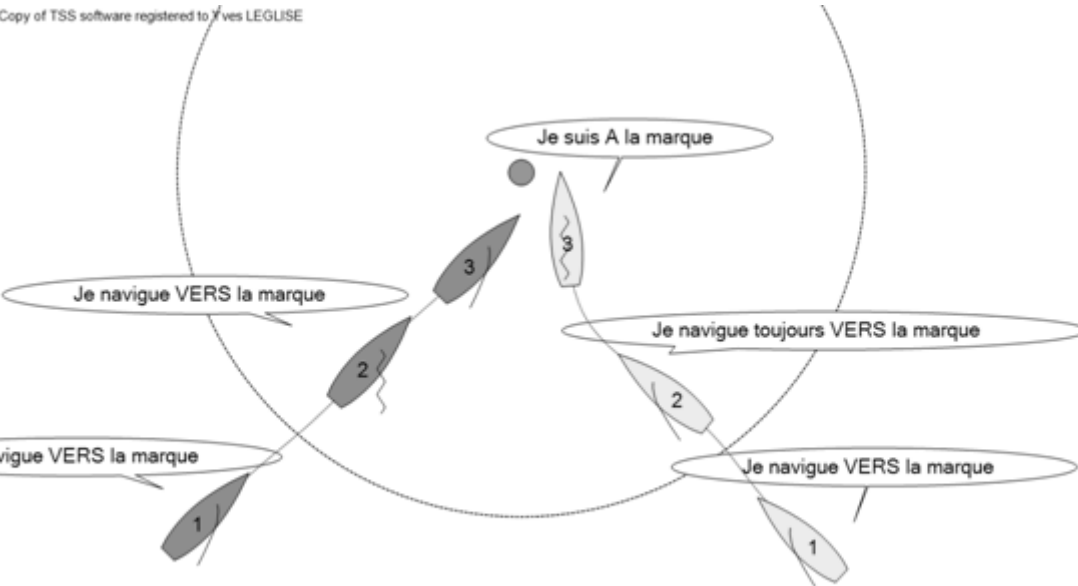 Copy of TSS software registered to Yves LEGLISE
Je suis A la marque
3
3
Je navigue VERS la marque
Je navigue toujours VERS la marque
2
2
vigue VERS la marque
Je navigue VERS la marque
1
1